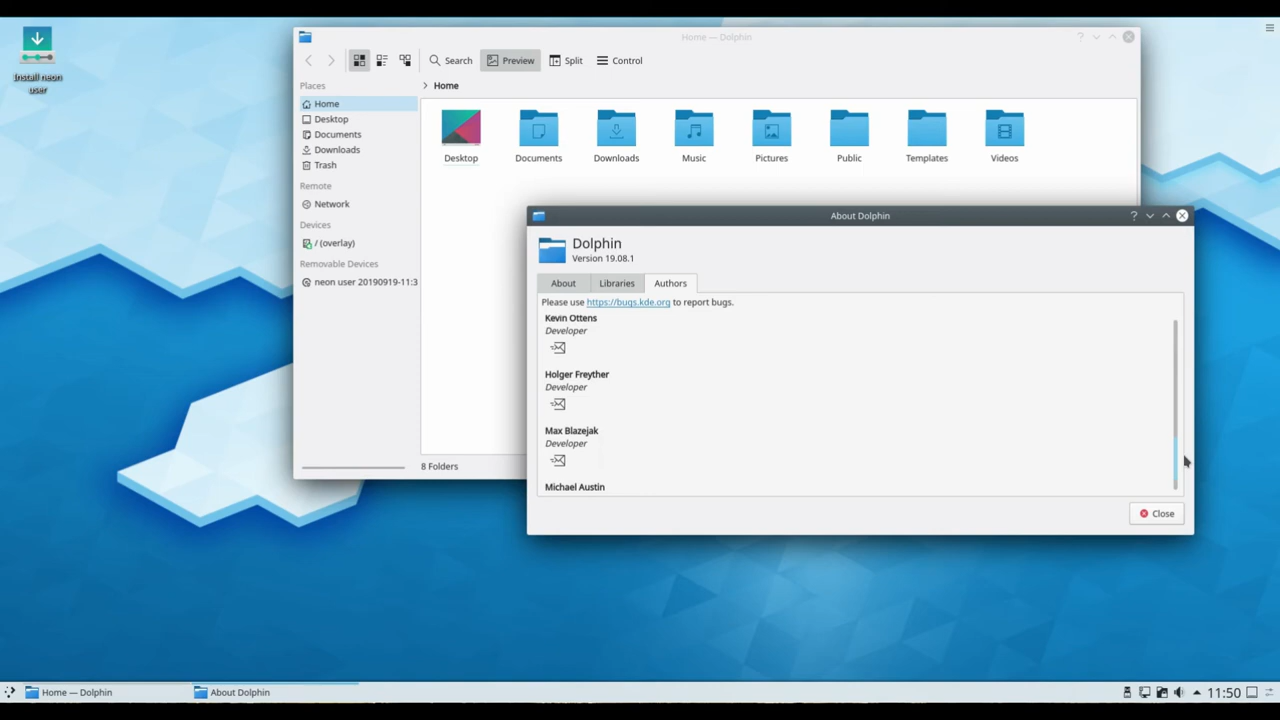 Install neon
user
Home — Dolphin
Search
Preview
Split
Control
Places
Home
Home
Desktop
Documents
Downloads
Trash
Remote
Network
Devices
/ (overlay)
Removable Devices
neon user 20190919-11:3
Desktop
Documents
Downloads
Music
Pictures
Public
Templates
Videos
8 Folders
About Dolphin
Dolphin
Version 19.08.1
About
Libraries
Authors
Please use https://bugs.kde.org to report bugs.
Kevin Ottens
Developer
Holger Freyther
Developer
Max Blazejak
Developer
Michael Austin
Close
Home — Dolphin
About Dolphin
11:50